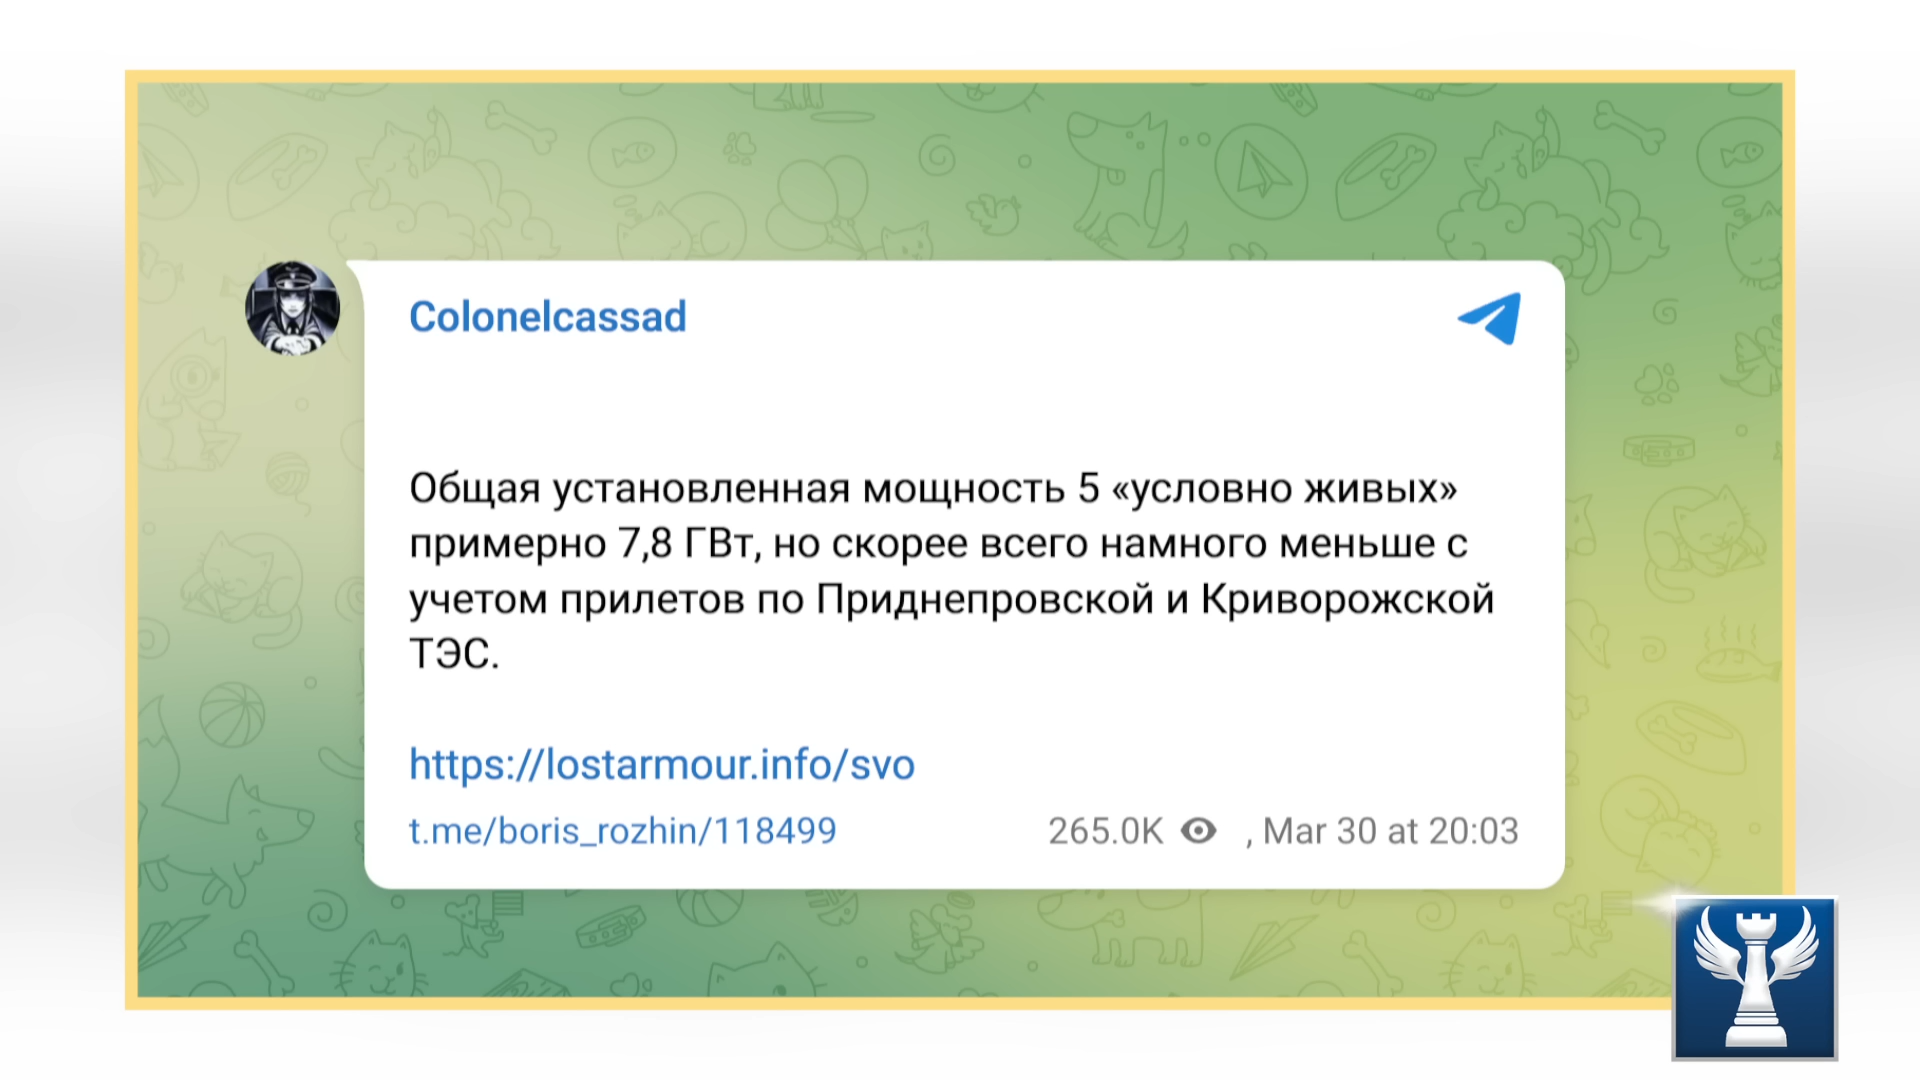 Colonelcassad
Общая установленная мощность 5 «условно живых»
примерно 7,8 ГВт, но скорее всего намного меньше с
учетом прилетов по Приднепровской и Криворожской
ТЭС.
https://lostarmour.info/svo
t.me/boris_rozhin/118499 265.0K , Mar 30 at 20:03